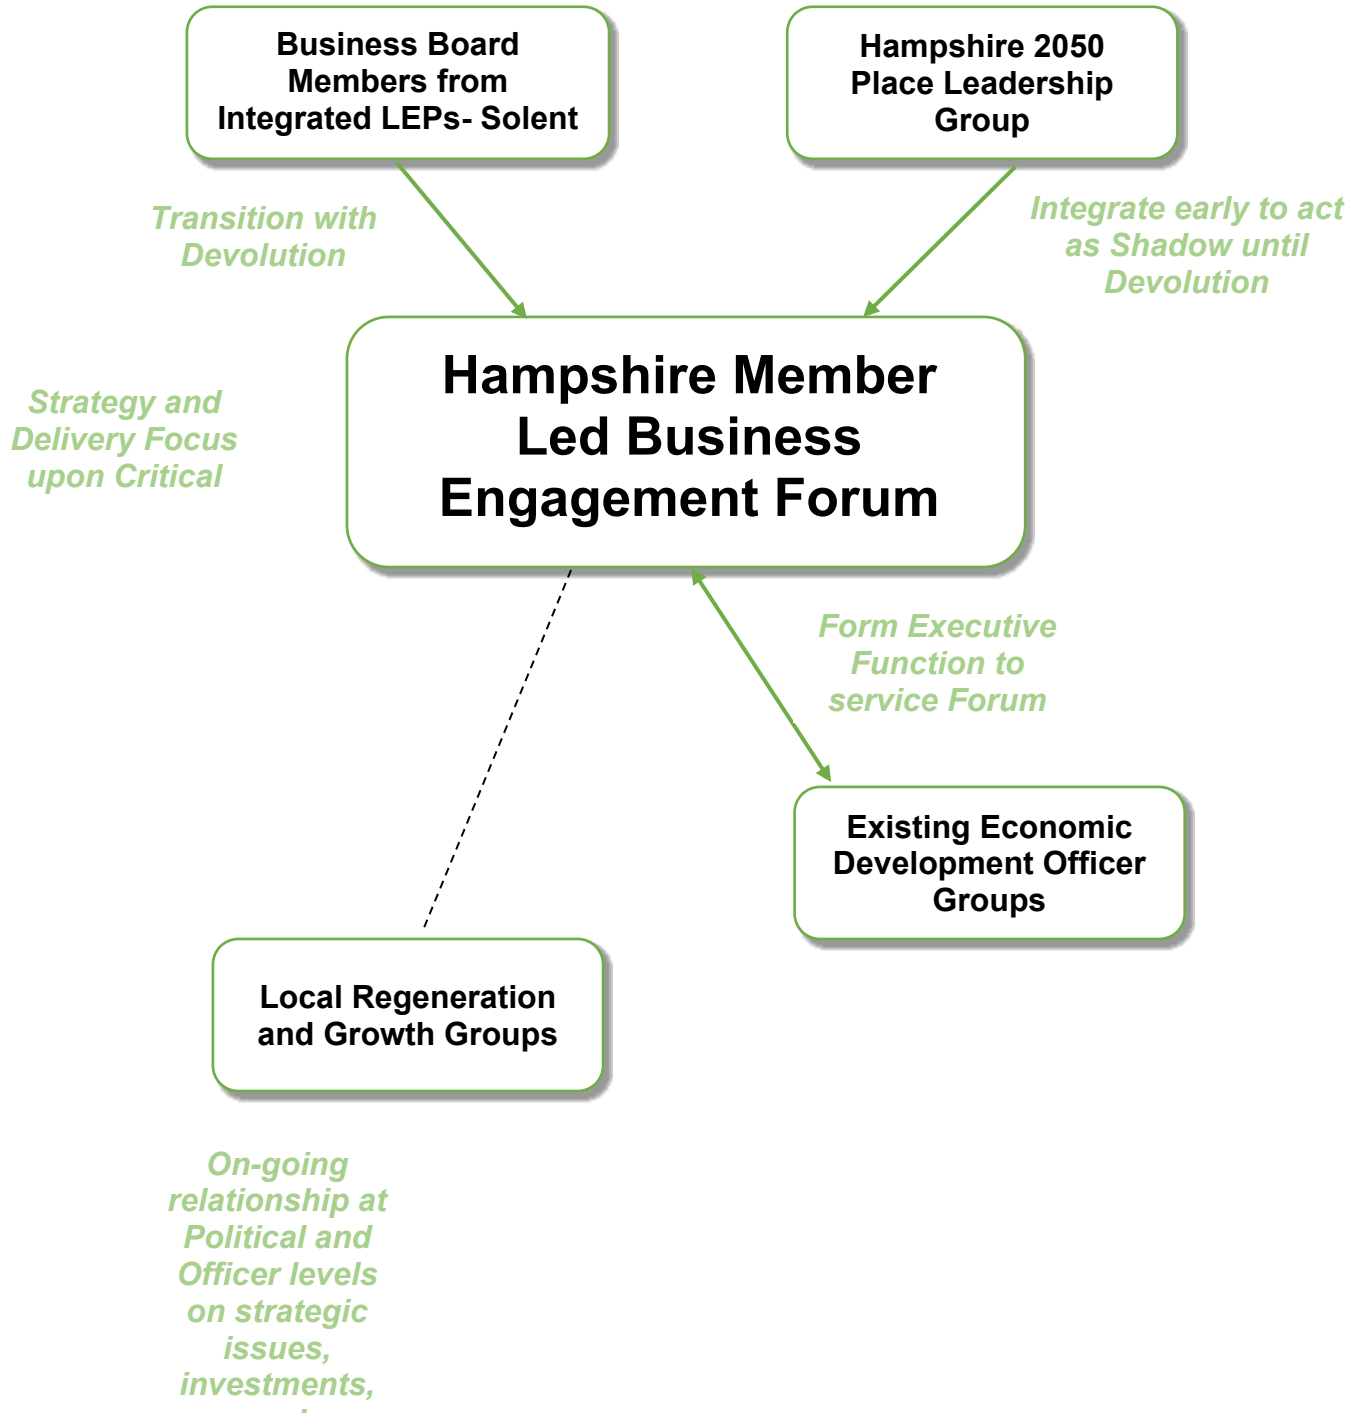 Business Board
Members from
Integrated LEPs- Solent
Hampshire 2050
Place Leadership
Group
Transition with
Devolution
Integrate early to act
as Shadow until
Devolution
Hampshire Member
Led Business
Engagement Forum
Strategy and
Delivery Focus
upon Critical
Form Executive
Function to
service Forum
Existing Economic
Development Officer
Groups
Local Regeneration
and Growth Groups
On-going
relationship at
Political and
Officer levels
on strategic
issues,
investments,